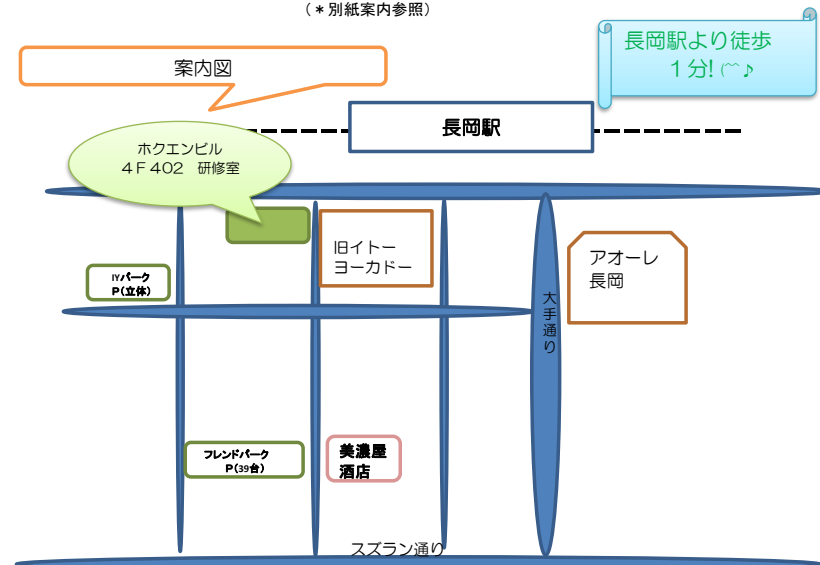 （＊別紙案内参照）
長岡駅より徒歩
１分! (^^♪
案内図
長岡駅
ホクエンビル
４Ｆ４０２　研修室
旧イトー
ヨーカドー
アオーレ
長岡
IYパーク
P(立体)
大手通り
フレンドパーク
P(39台)
美濃屋
酒店
スズラン通り